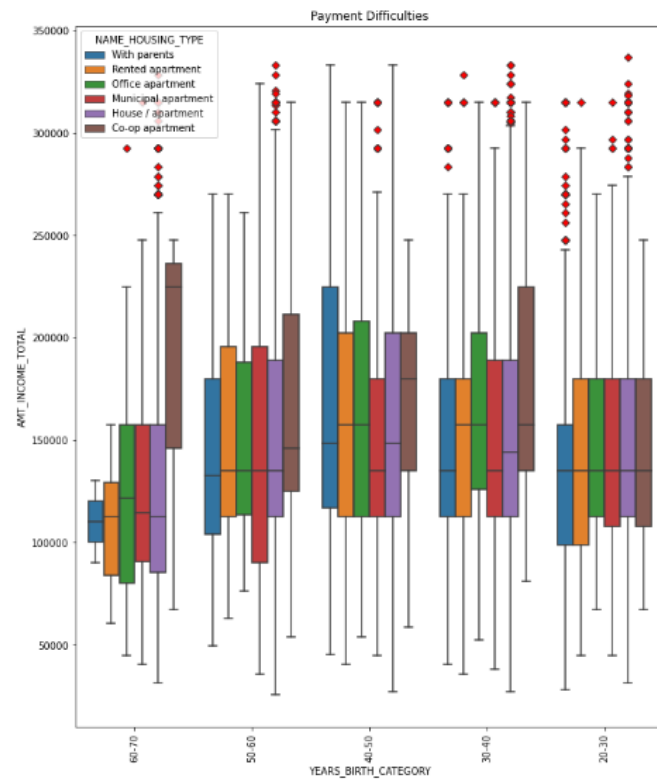 Payment Difficulties
350000
300000
250000
200000
150000
100000
50000
AMT_INCOME_TOTAL
NAME_HOUSING_TYPE
With parents
Rented apartment
Office apartment
Municipal apartment
House / apartment
Co-op apartment
60-70
50-60
40-50
30-40
20-30
YEARS_BIRTH_CATEGORY